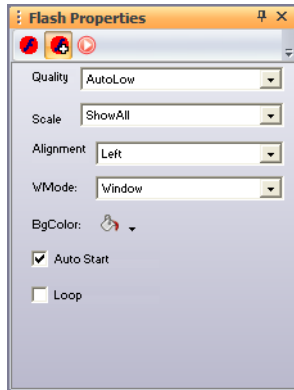 Flash Properties
Quality AutoLow
Scale ShowAll
Alignment Left
WMode: Window
BgColor:
Auto Start
Loop